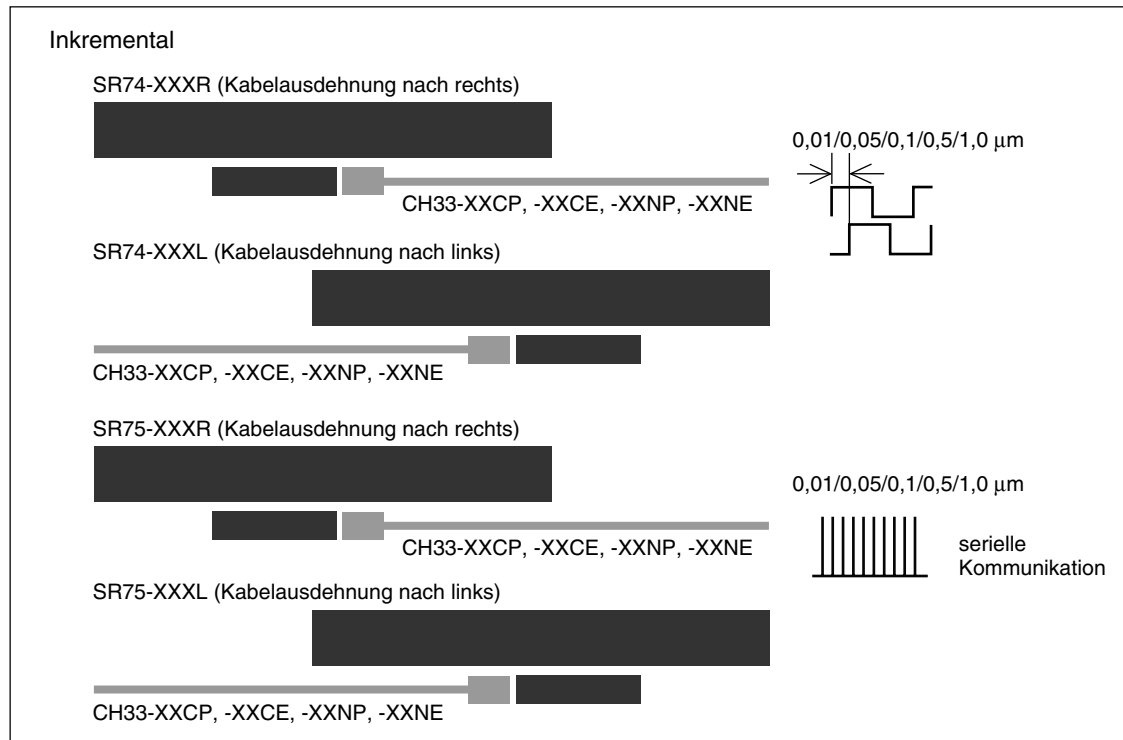 Inkremental
SR74-XXXR (Kabelausdehnung nach rechts)
0,01/0,05/0,1/0,5/1,0 μm
CH33-XXCP, -XXCE, -XXNP, -XXNE
SR74-XXXL (Kabelausdehnung nach links)
CH33-XXCP, -XXCE, -XXNP, -XXNE
SR75-XXXR (Kabelausdehnung nach rechts)
0,01/0,05/0,1/0,5/1,0 μm
CH33-XXCP, -XXCE, -XXNP, -XXNE
serielle
Kommunikation
SR75-XXXL (Kabelausdehnung nach links)
CH33-XXCP, -XXCE, -XXNP, -XXNE